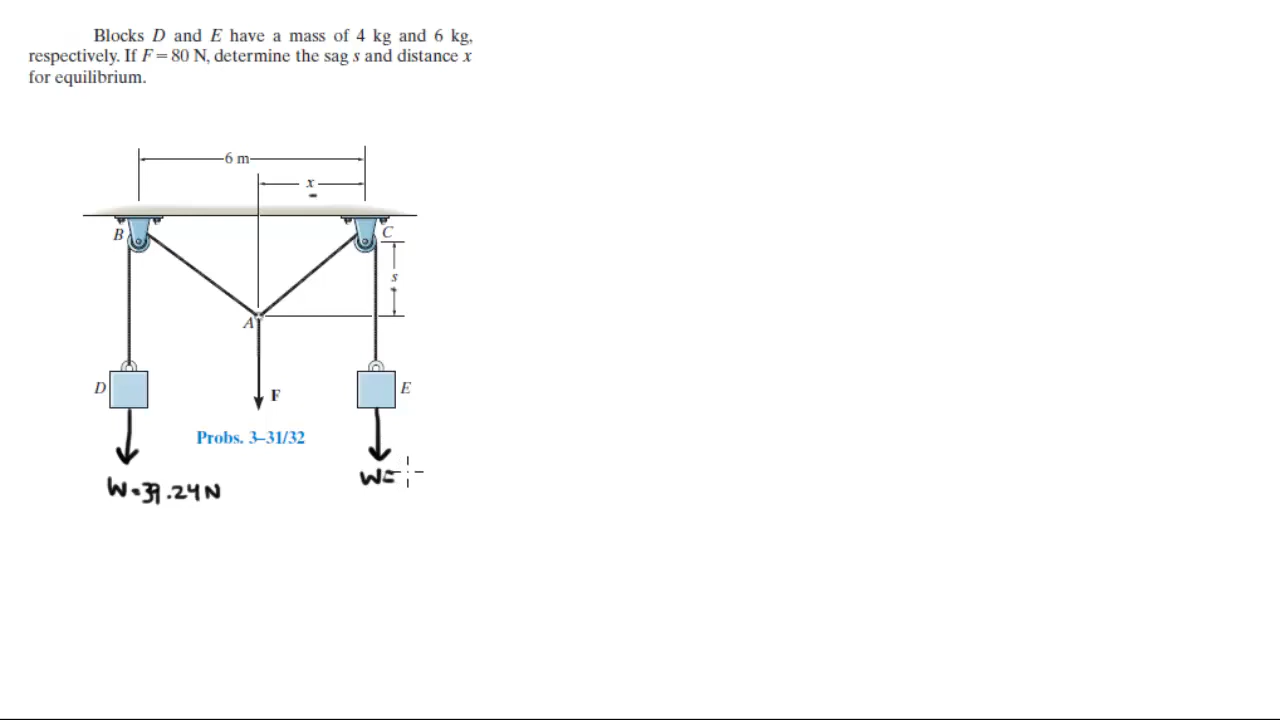 Blocks D and E have a mass of 4 kg and 6 kg,
respectively. If F = 80 N, determine the sag s and distance x
for equilibrium.
6 m
x
B
C
s
A
D
E
F
Probs. 3–31/32
W=39.24N
W=